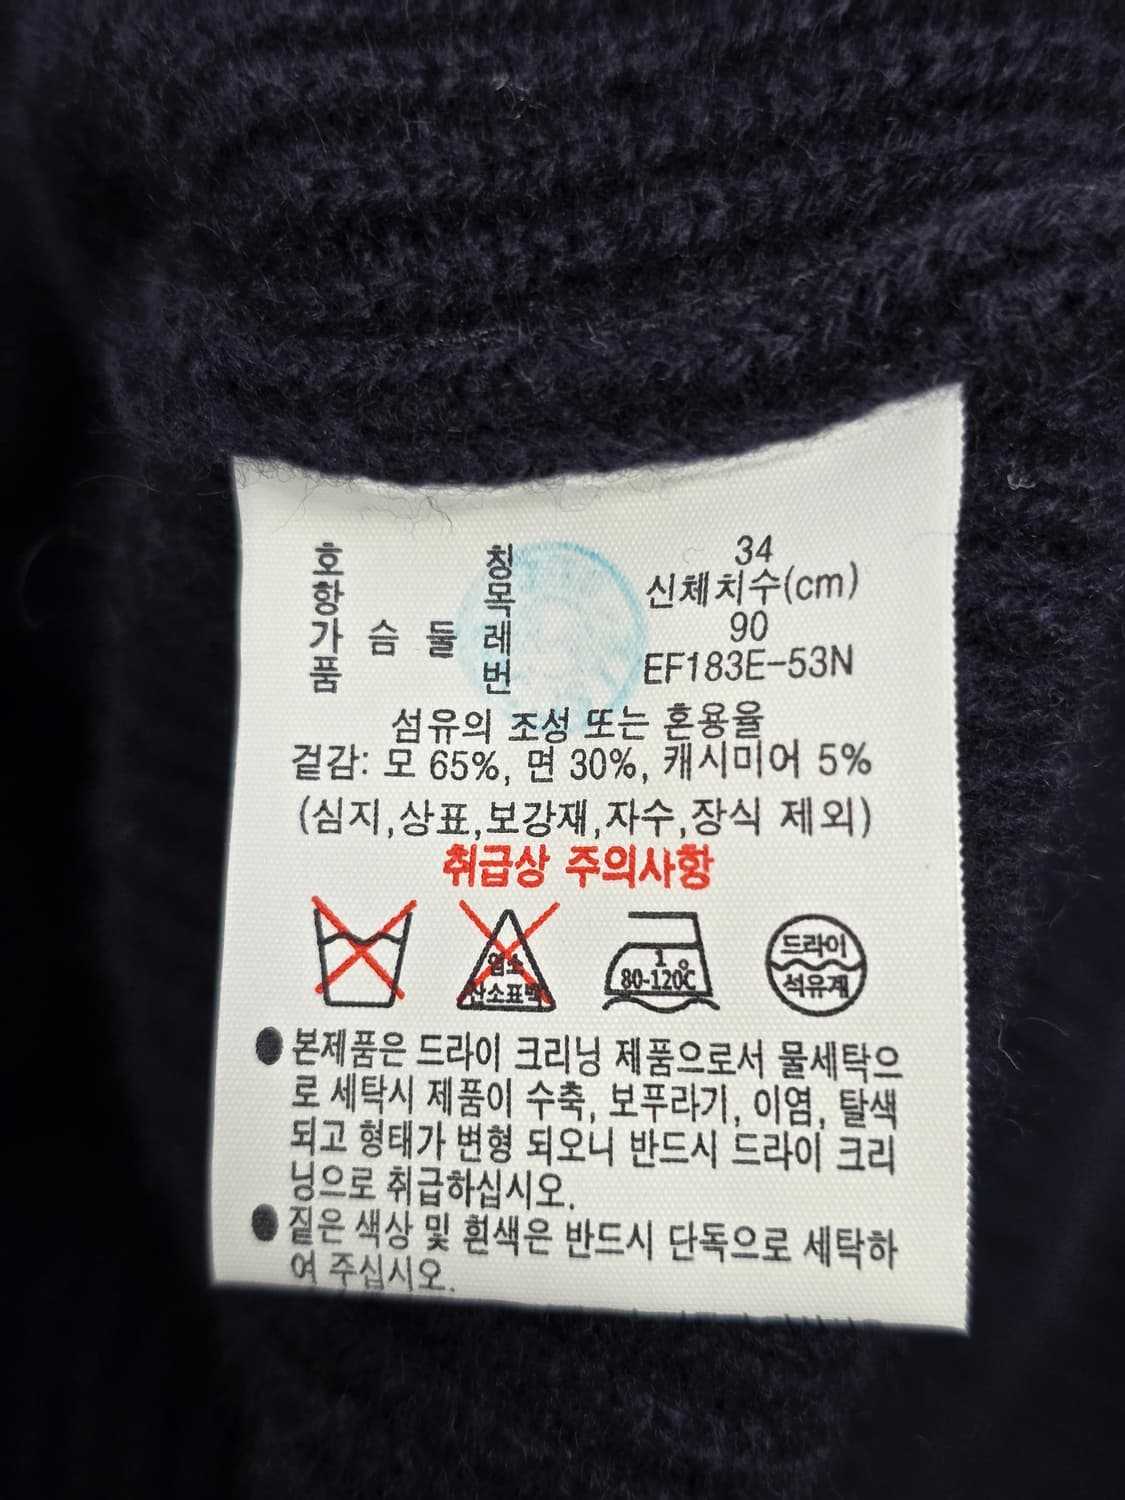 호 칭 34
항 목 신체치수(cm)
가 슴 둘 레 90
품 번 EF183E-53N
섬유의 조성 또는 혼용율
겉감: 모 65%, 면 30%, 캐시미어 5%
(심지,상표,보강재,자수,장식 제외)
취급상 주의사항
염소
산소표백
1
80-120℃
드라이
석유계
●본제품은 드라이 크리닝 제품으로서 물세탁으
로 세탁시 제품이 수축, 보푸라기, 이염, 탈색
되고 형태가 변형 되오니 반드시 드라이 크리
닝으로 취급하십시오.
●짙은 색상 및 흰색은 반드시 단독으로 세탁하
여 주십시오.